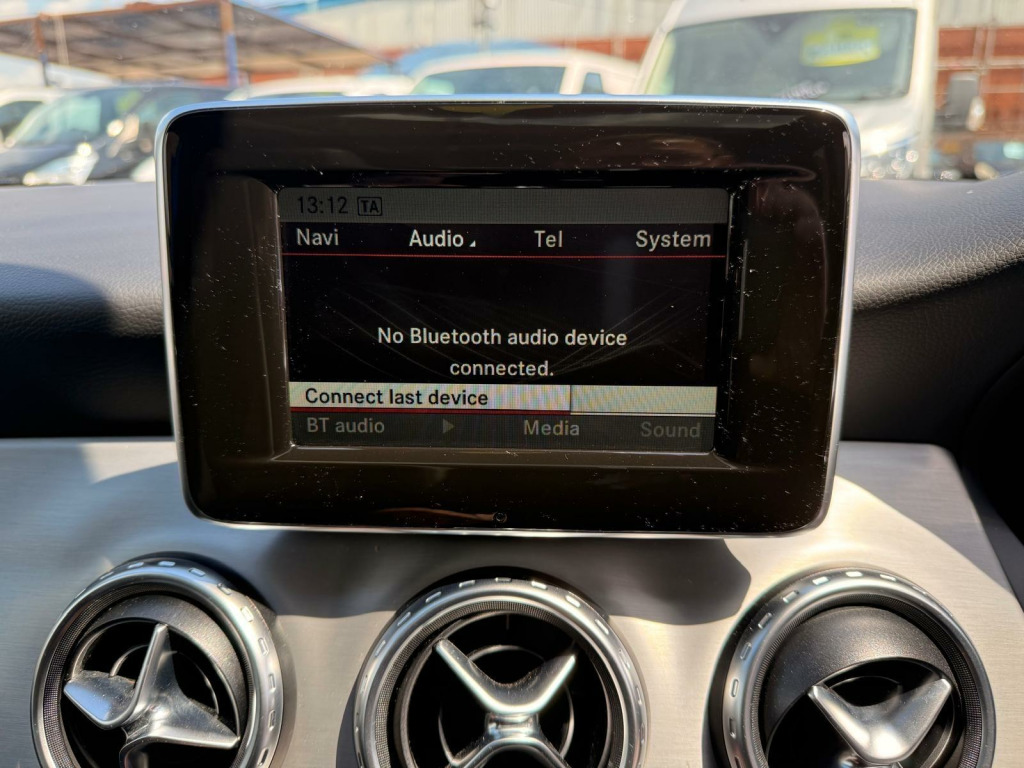 13:12 TA
Navi Audio Tel System
No Bluetooth audio device
connected.
Connect last device
BT audio Media Sound